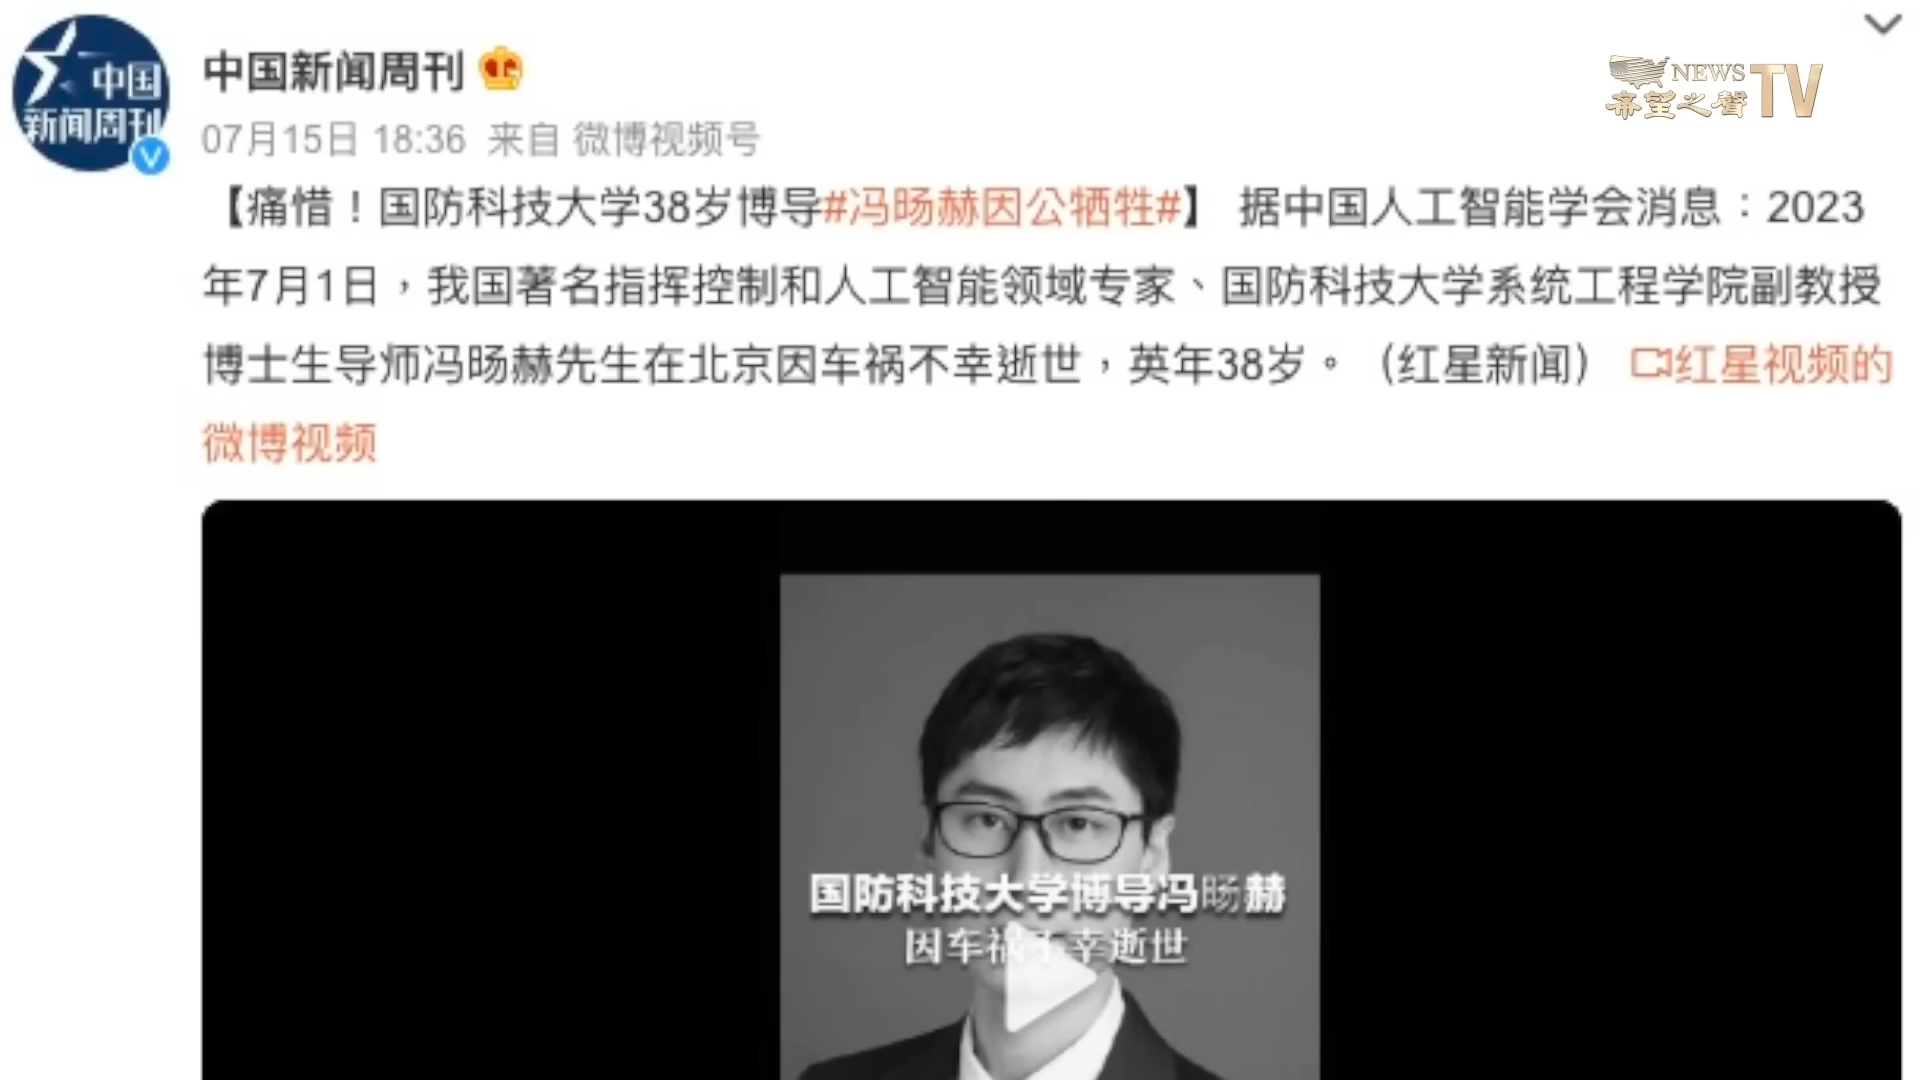 中国
新闻周刊
中国新闻周刊
07月15日 18:36 来自 微博视频号
NEWS
希望之聲TV
【痛惜！国防科技大学38岁博导#冯旸赫因公牺牲#】 据中国人工智能学会消息：2023
年7月1日，我国著名指挥控制和人工智能领域专家、国防科技大学系统工程学院副教授
博士生导师冯旸赫先生在北京因车祸不幸逝世，英年38岁。（红星新闻） 红星视频的
微博视频
国防科技大学博导冯旸赫
因车祸不幸逝世